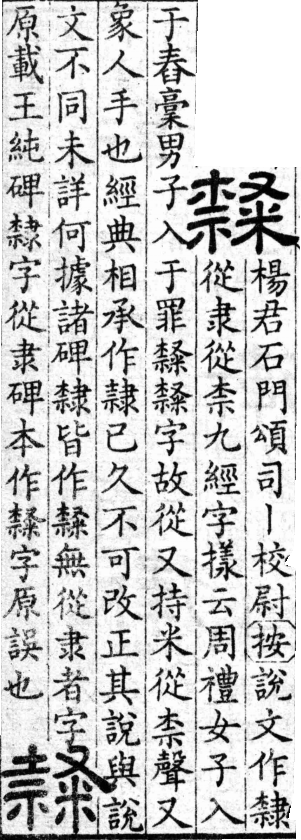 楊君石門頌司丨校尉按說文作隸
從隶從柰九經字樣云周禮女子入
于舂槀男子入于罪字故從又持米從柰聲又
象人手也經典相承作隸已久不可改正其說與說
文不同未詳何據諸碑隸皆作無從隶者字
原載王純碑隸字從隶碑本作字原誤也